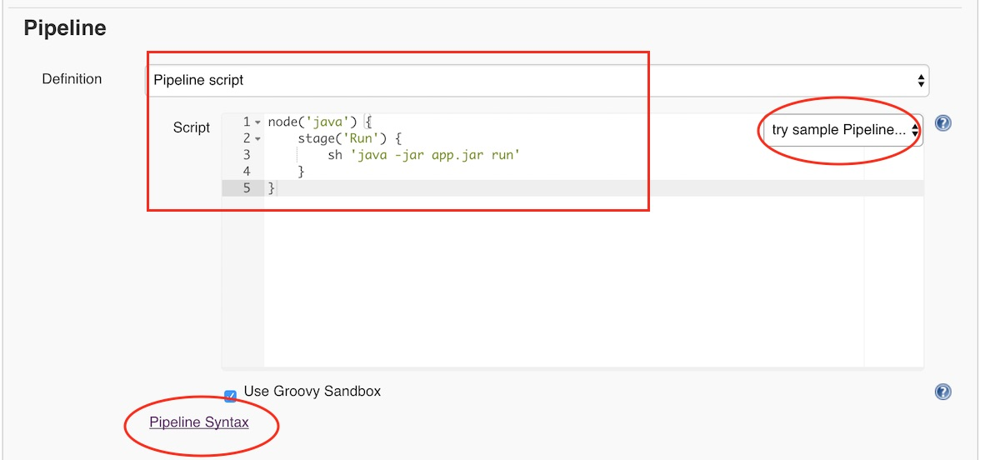 Pipeline
Definition
Pipeline script
Script
try sample Pipeline...
1 node('java') {
2     stage('Run') {
3         sh 'java -jar app.jar run'
4     }
5 }
Use Groovy Sandbox
Pipeline Syntax